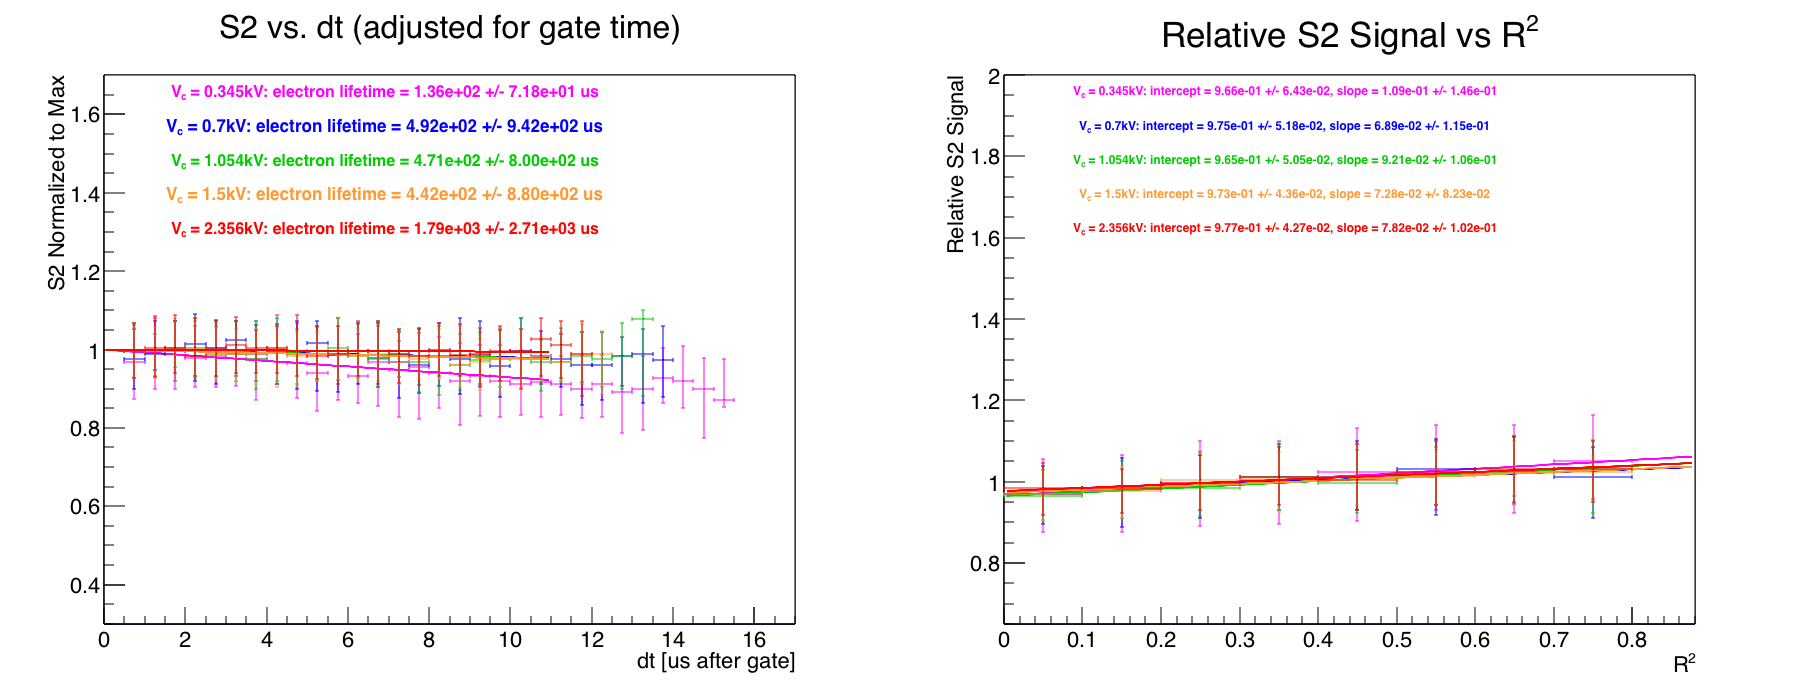 S2 vs. dt (adjusted for gate time)
S2 Normalized to Max
V_c = 0.345kV: electron lifetime = 1.36e+02 +/- 7.18e+01 us
V_c = 0.7kV: electron lifetime = 4.92e+02 +/- 9.42e+02 us
V_c = 1.054kV: electron lifetime = 4.71e+02 +/- 8.00e+02 us
V_c = 1.5kV: electron lifetime = 4.42e+02 +/- 8.80e+02 us
V_c = 2.356kV: electron lifetime = 1.79e+03 +/- 2.71e+03 us
1.6
1.4
1.2
1
0.8
0.6
0.4
0 2 4 6 8 10 12 14 16
dt [us after gate]
Relative S2 Signal vs R²
Relative S2 Signal
V_c = 0.345kV: intercept = 9.66e-01 +/- 6.43e-02, slope = 1.09e-01 +/- 1.46e-01
V_c = 0.7kV: intercept = 9.75e-01 +/- 5.18e-02, slope = 6.89e-02 +/- 1.15e-01
V_c = 1.054kV: intercept = 9.65e-01 +/- 5.05e-02, slope = 9.21e-02 +/- 1.06e-01
V_c = 1.5kV: intercept = 9.73e-01 +/- 4.36e-02, slope = 7.28e-02 +/- 8.23e-02
V_c = 2.356kV: intercept = 9.77e-01 +/- 4.27e-02, slope = 7.82e-02 +/- 1.02e-01
2
1.8
1.6
1.4
1.2
1
0.8
0 0.1 0.2 0.3 0.4 0.5 0.6 0.7 0.8
R²